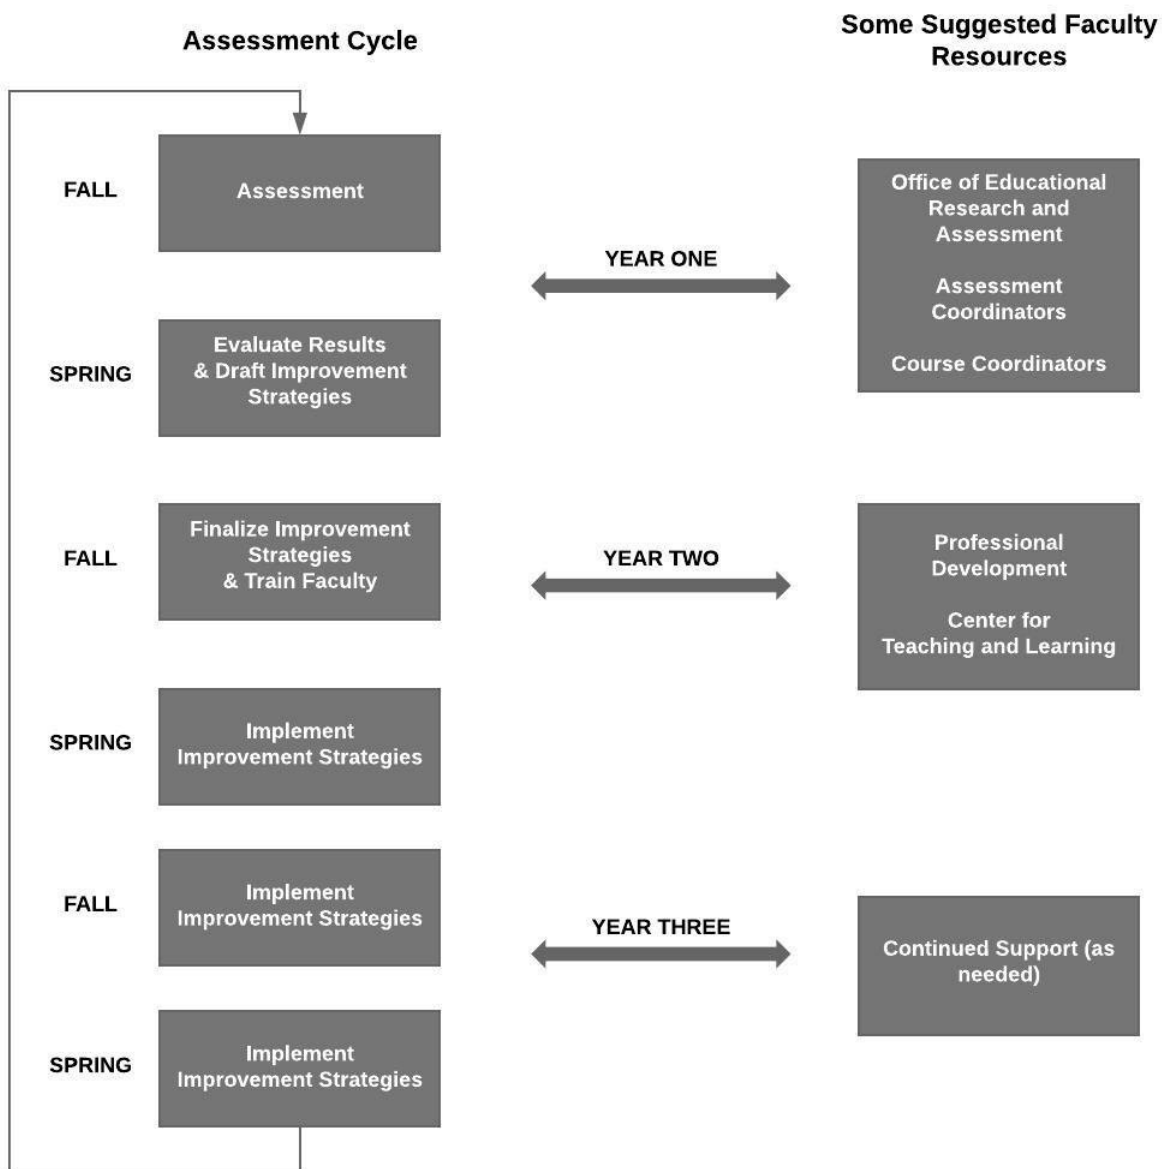 Assessment Cycle
Some Suggested Faculty
Resources
FALL
Assessment
SPRING
Evaluate Results
& Draft Improvement
Strategies
YEAR ONE
Office of Educational
Research and
Assessment
Assessment
Coordinators
Course Coordinators
FALL
Finalize Improvement
Strategies
& Train Faculty
SPRING
Implement
Improvement Strategies
YEAR TWO
Professional
Development
Center for
Teaching and Learning
FALL
Implement
Improvement Strategies
SPRING
Implement
Improvement Strategies
YEAR THREE
Continued Support (as
needed)